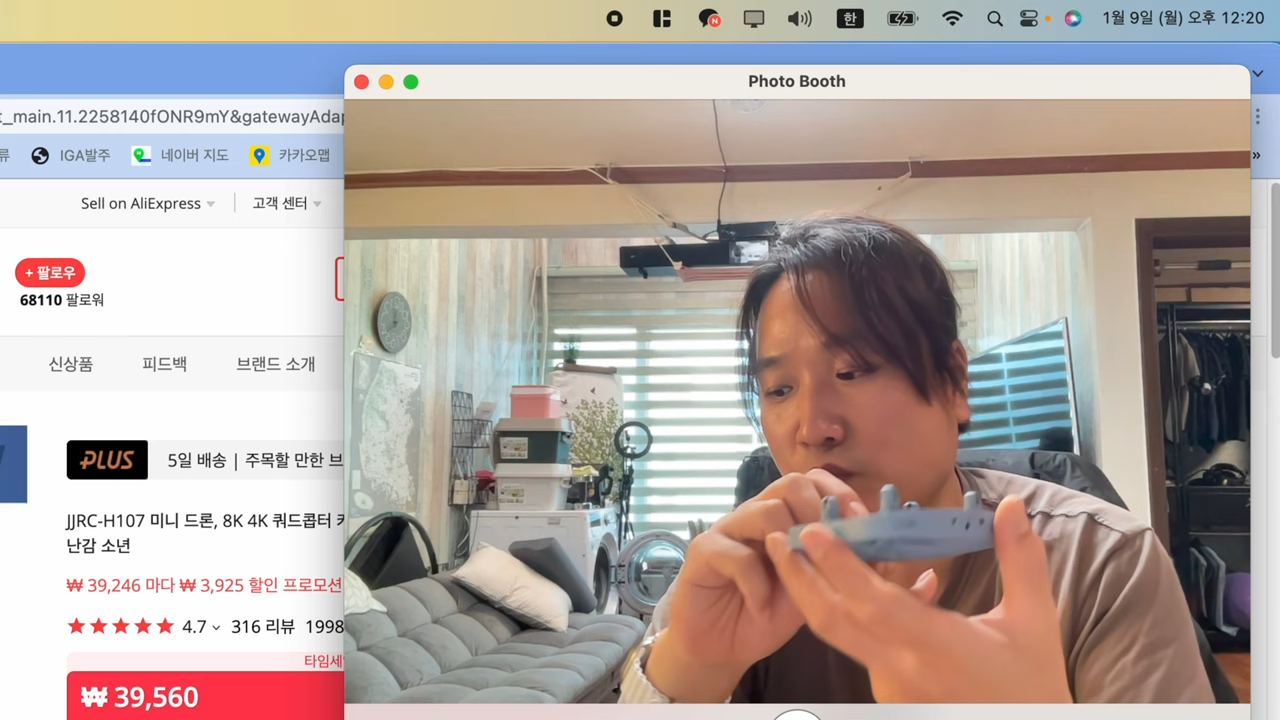 한
1월 9일 (월) 오후 12:20
Photo Booth
t_main.11.2258140fONR9mY&gatewayAdap
류
IGA발주
네이버 지도
카카오맵
»
Sell on AliExpress
고객 센터
+ 팔로우
68110 팔로워
신상품
피드백
브랜드 소개
PLUS
5일 배송 | 주목할 만한 브
JJRC-H107 미니 드론, 8K 4K 쿼드콥터 카
난감 소년
₩ 39,246 마다 ₩ 3,925 할인 프로모션
4.7
316 리뷰
1998
타임세일
₩ 39,560